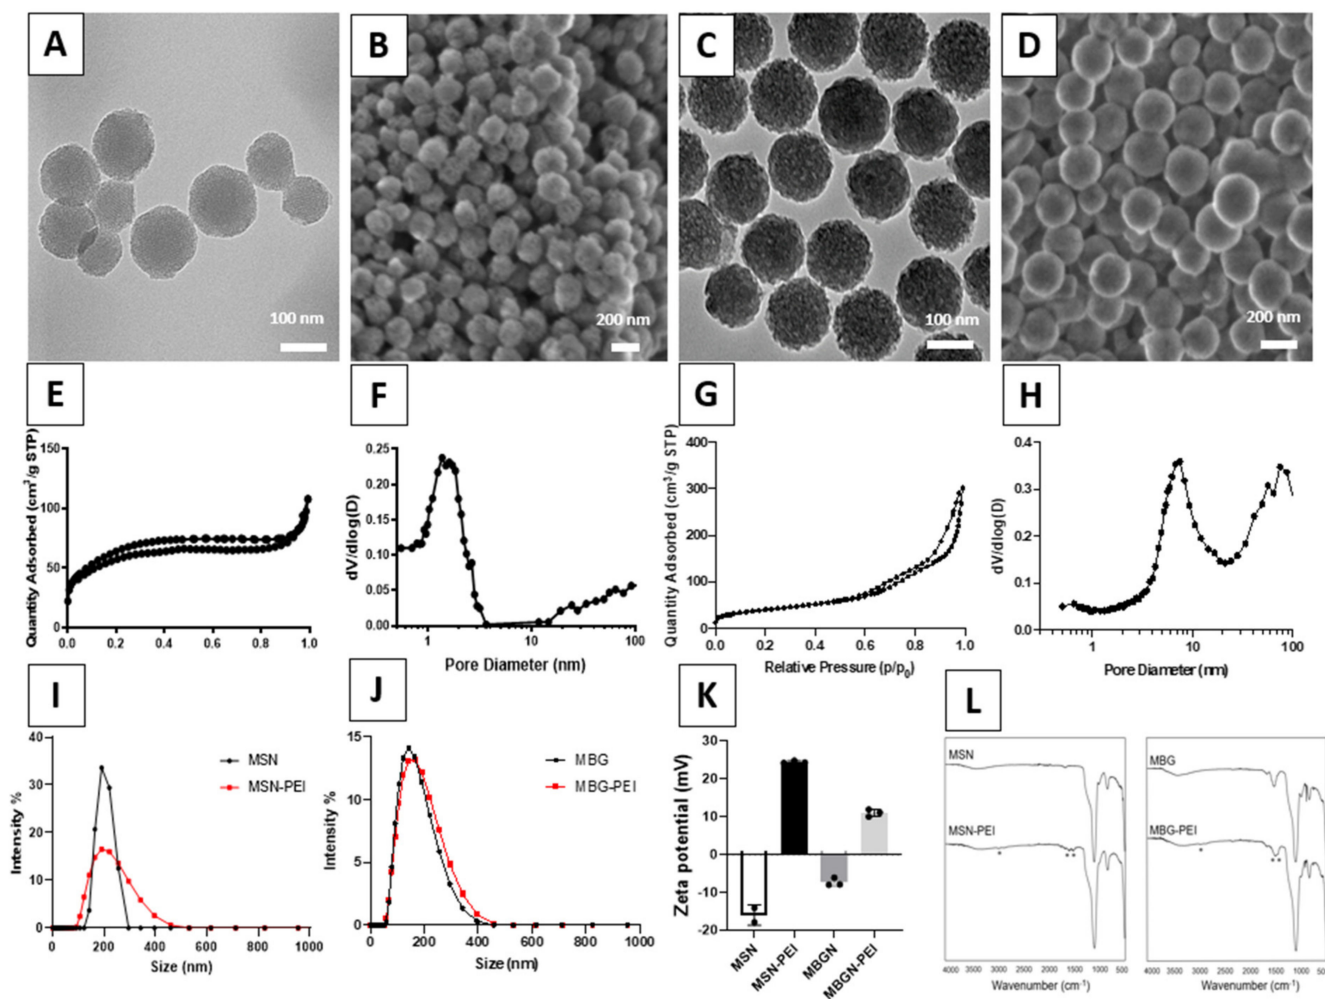 A
B
C
D
100 nm
200 nm
100 nm
200 nm
E
F
G
H
Quantity Adsorbed (cm³/g STP)
150
100
50
0
0.0 0.2 0.4 0.6 0.8 1.0
dV/dlog(D)
0.25
0.20
0.15
0.10
0.05
0.00
1 10 100
Pore Diameter (nm)
Quantity Adsorbed (cm³/g STP)
400
300
200
100
0
0.0 0.2 0.4 0.6 0.8 1.0
Relative Pressure (p/p₀)
dV/dlog(D)
0.4
0.3
0.2
0.1
0.0
1 10 100
Pore Diameter (nm)
I
J
K
L
Intensity %
40
30
20
10
0
0 200 400 600 800 1000
Size (nm)
MSN
MSN-PEI
Intensity %
15
10
5
0
0 200 400 600 800 1000
Size (nm)
MBG
MBG-PEI
Zeta potential (mV)
30
20
10
0
-10
-20
MSN
MSN-PEI
MBGN
MBGN-PEI
MSN
MSN-PEI
* * *
4000 3000 2000 1500 1000 500
Wavenumber (cm⁻¹)
MBG
MBG-PEI
* * *
4000 3000 2000 1500 1000 500
Wavenumber (cm⁻¹)